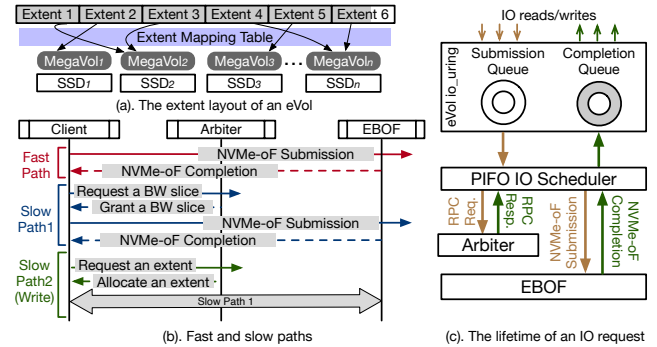 Extent 1 Extent 2 Extent 3 Extent 4 Extent 5 Extent 6
Extent Mapping Table
MegaVol1 MegaVol2 MegaVol3 ... MegaVoln
SSD1 SSD2 SSD3 SSDn
(a). The extent layout of an eVol
Client Arbiter EBOF
Fast
Path
NVMe-oF Submission
NVMe-oF Completion
Slow
Path1
Request a BW slice
Grant a BW slice
NVMe-oF Submission
NVMe-oF Completion
Slow
Path2
(Write)
Request an extent
Allocate an extent
Slow Path 1
(b). Fast and slow paths
IO reads/writes
eVol io_uring
Submission
Queue
Completion
Queue
PIFO IO Scheduler
RPC
Req.
RPC
Resp.
NVMe-oF
Submission
NVMe-oF
Completion
Arbiter
EBOF
(c). The lifetime of an IO request